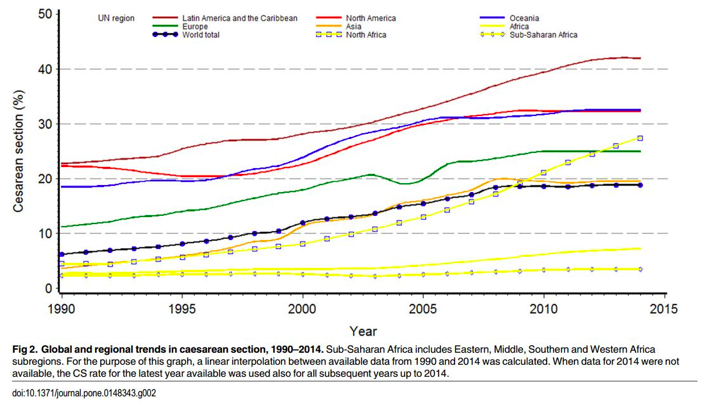 UN region
Latin America and the Caribbean North America Oceania
Europe Asia Africa
World total North Africa Sub-Saharan Africa
Cesarean section (%)
50
40
30
20
10
0
1990 1995 2000 2005 2010 2015
Year
Fig 2. Global and regional trends in caesarean section, 1990–2014. Sub-Saharan Africa includes Eastern, Middle, Southern and Western Africa
subregions. For the purpose of this graph, a linear interpolation between available data from 1990 and 2014 was calculated. When data for 2014 were not
available, the CS rate for the latest year available was used also for all subsequent years up to 2014.
doi:10.1371/journal.pone.0148343.g002